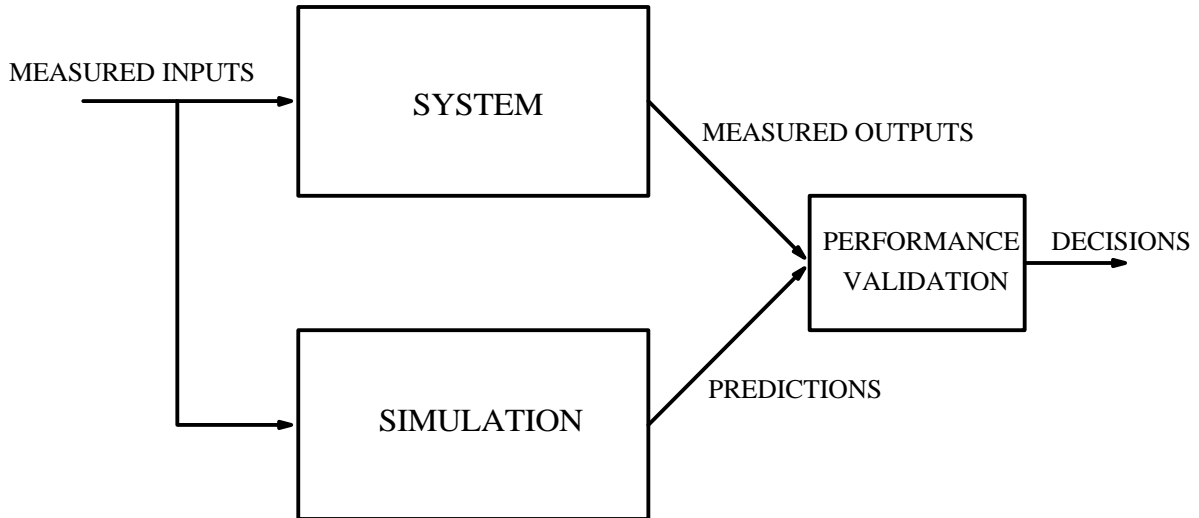 MEASURED INPUTS
SYSTEM
MEASURED OUTPUTS
PERFORMANCE
VALIDATION
DECISIONS
SIMULATION
PREDICTIONS